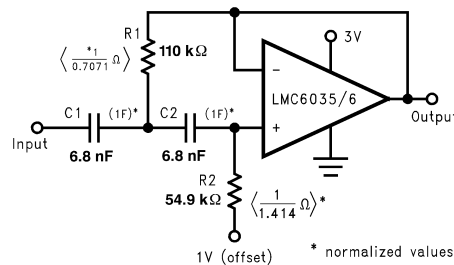 R1
110 kΩ
⟨ *1 / 0.7071 Ω ⟩
3V
−
LMC6035/6
+
Output
C1
(1F)*
C2
(1F)*
Input
6.8 nF
6.8 nF
R2
54.9 kΩ
⟨ 1 / 1.414 Ω ⟩*
1V (offset)
* normalized values